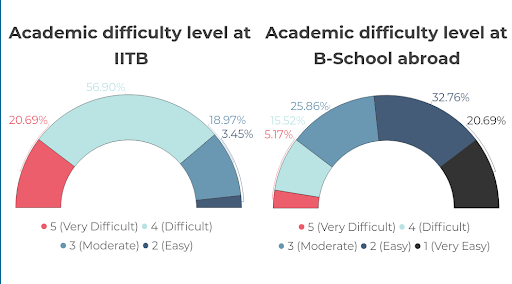 Academic difficulty level at
IITB
56.90%
20.69%
18.97%
3.45%
5 (Very Difficult) 4 (Difficult)
3 (Moderate) 2 (Easy)
Academic difficulty level at
B-School abroad
32.76%
25.86%
15.52%
20.69%
5.17%
5 (Very Difficult) 4 (Difficult)
3 (Moderate) 2 (Easy) 1 (Very Easy)